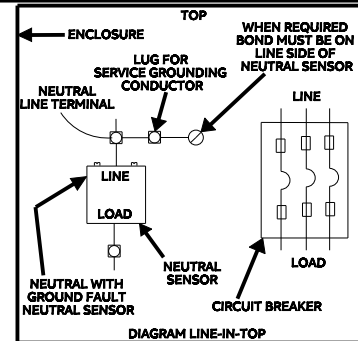 TOP
ENCLOSURE
WHEN REQUIRED
BOND MUST BE ON
LINE SIDE OF
NEUTRAL SENSOR
LUG FOR
SERVICE GROUNDING
CONDUCTOR
NEUTRAL
LINE TERMINAL
LINE
LINE
LOAD
LOAD
NEUTRAL
SENSOR
NEUTRAL WITH
GROUND FAULT
NEUTRAL SENSOR
CIRCUIT BREAKER
DIAGRAM LINE-IN-TOP